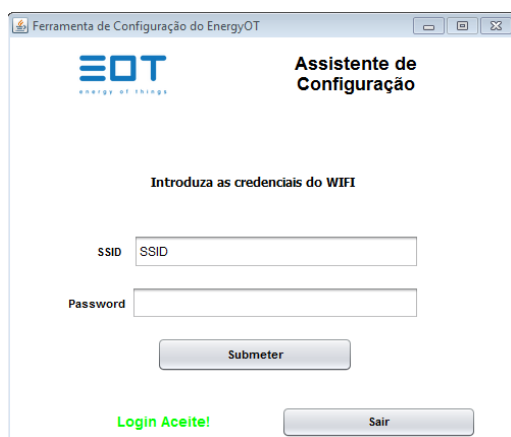 Ferramenta de Configuração do EnergyOT
EOT
energy of things
Assistente de
Configuração
Introduza as credenciais do WIFI
SSID
SSID
Password
Submeter
Login Aceite!
Sair